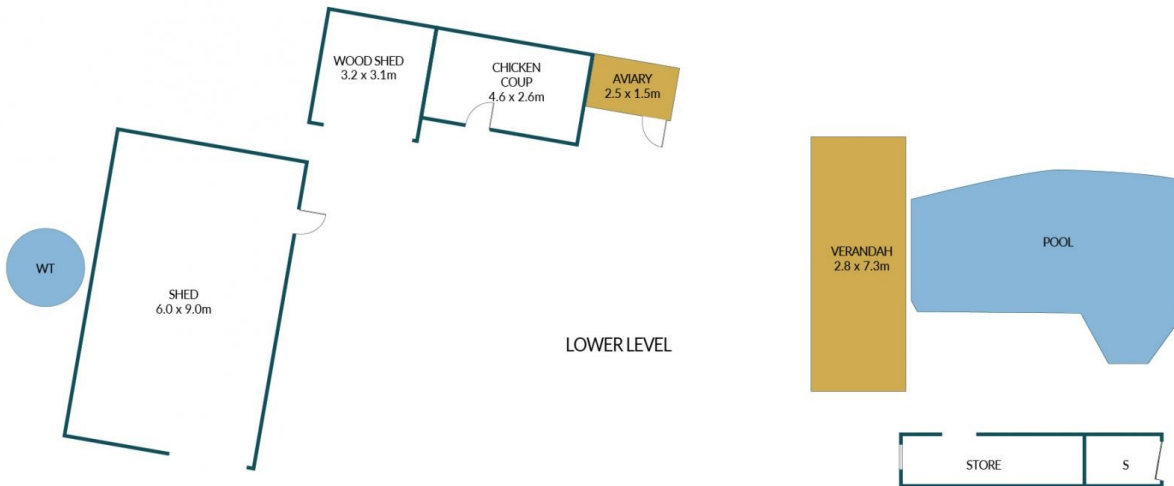 WOOD SHED
3.2 x 3.1m
CHICKEN
COUP
4.6 x 2.6m
AVIARY
2.5 x 1.5m
WT
SHED
6.0 x 9.0m
VERANDAH
2.8 x 7.3m
POOL
LOWER LEVEL
STORE
S